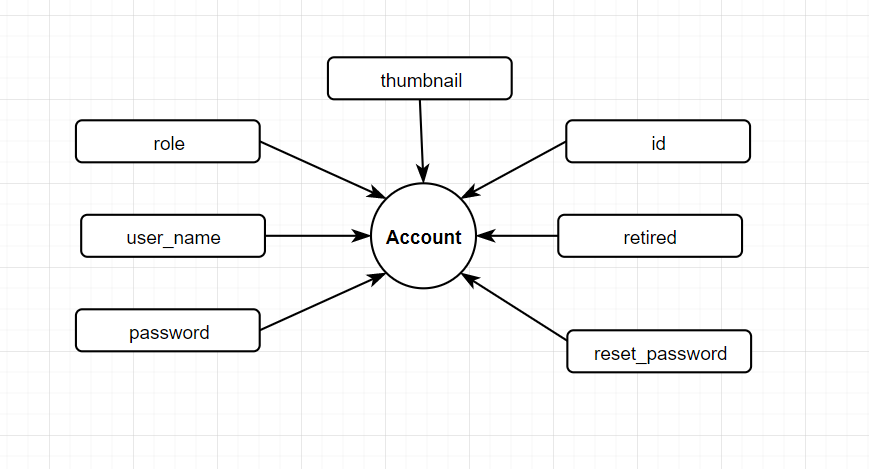 thumbnail
role
id
user_name
Account
retired
password
reset_password